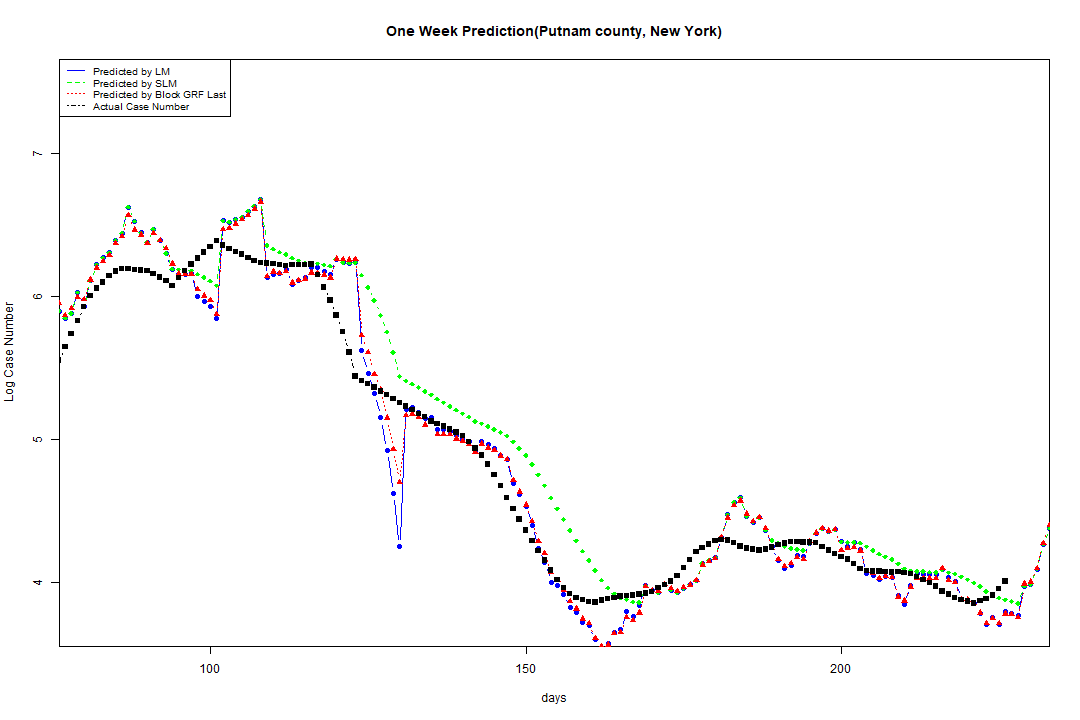 One Week Prediction(Putnam county, New York)
Predicted by LM
Predicted by SLM
Predicted by Block GRF Last
Actual Case Number
7
6
5
4
Log Case Number
100 150 200
days